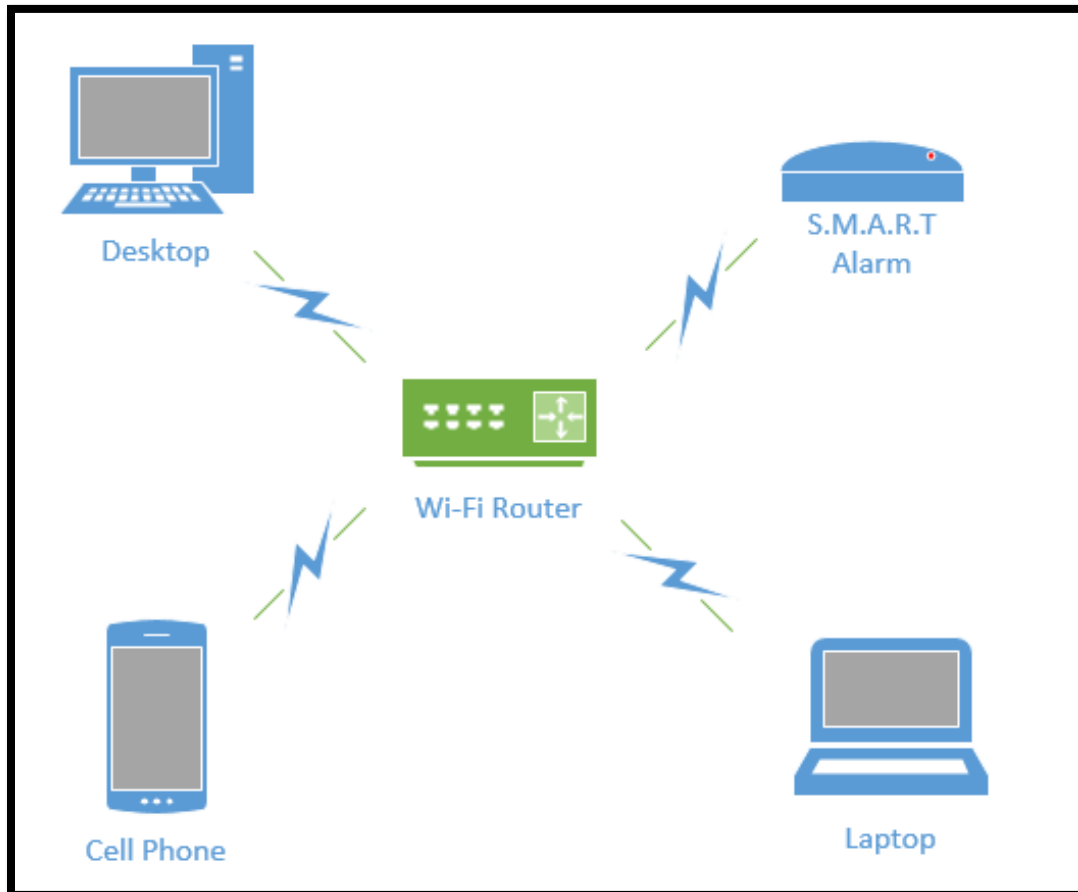 Desktop
S.M.A.R.T
Alarm
Wi-Fi Router
Cell Phone
Laptop